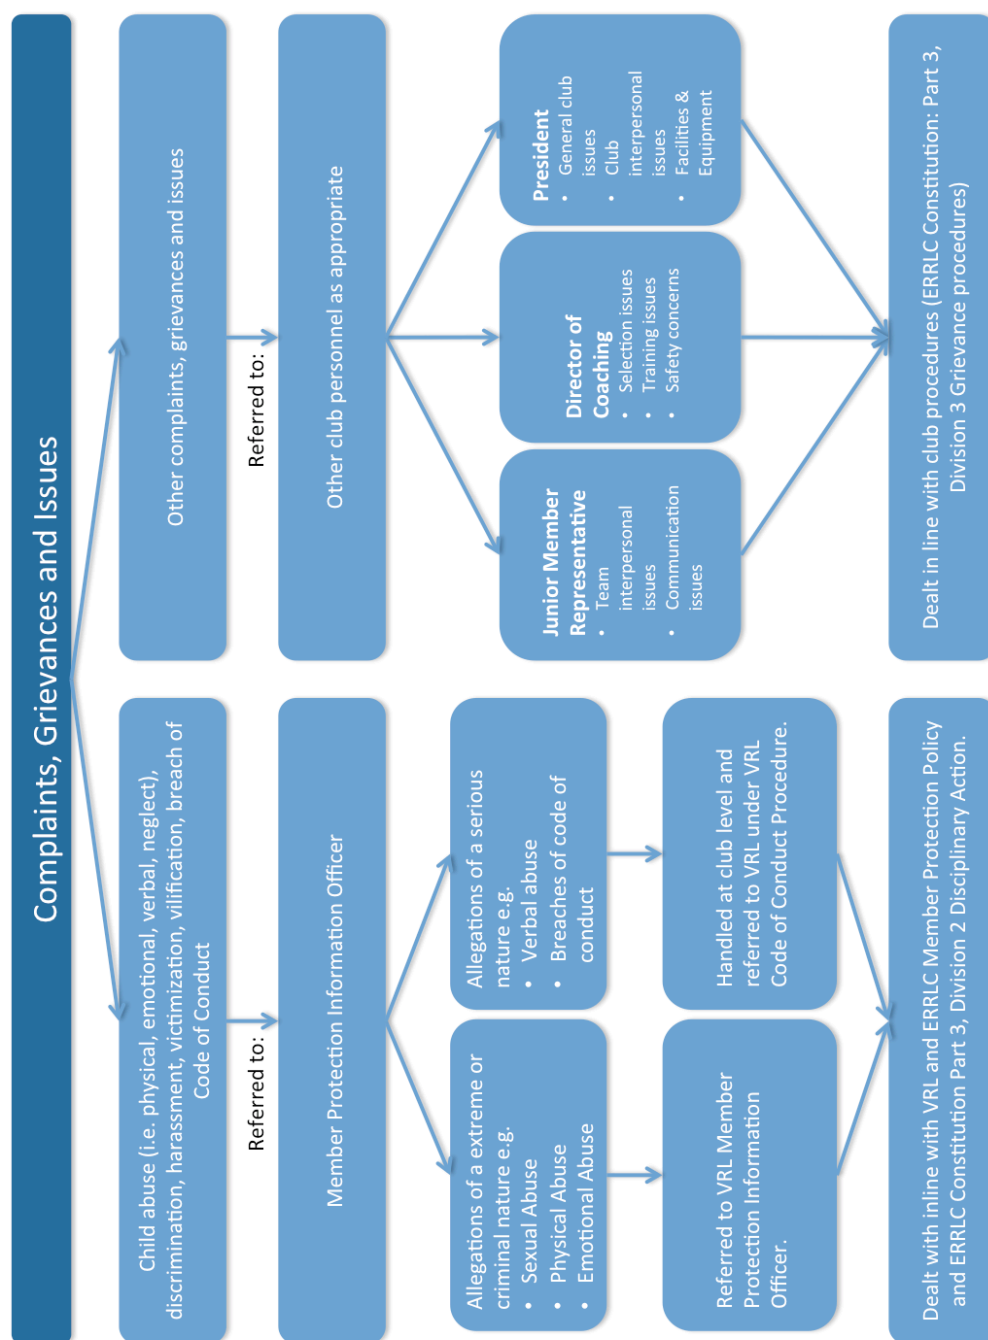 Complaints, Grievances and Issues
Child abuse (i.e. physical, emotional, verbal, neglect),
discrimination, harassment, victimization, vilification, breach of
Code of Conduct
Referred to:
Member Protection Information Officer
Allegations of a extreme or
criminal nature e.g.
• Sexual Abuse
• Physical Abuse
• Emotional Abuse
Allegations of a serious
nature e.g.
• Verbal abuse
• Breaches of code of
conduct
Referred to VRL Member
Protection Information
Officer.
Handled at club level and
referred to VRL under VRL
Code of Conduct Procedure.
Dealt with inline with VRL and ERRLC Member Protection Policy
and ERRLC Constitution Part 3, Division 2 Disciplinary Action.
Other complaints, grievances and issues
Referred to:
Other club personnel as appropriate
Junior Member
Representative
• Team
interpersonal
issues
• Communication
issues
Director of
Coaching
• Selection issues
• Training issues
• Safety concerns
President
• General club
issues
• Club
interpersonal
issues
• Facilities &
Equipment
Dealt in line with club procedures (ERRLC Constitution: Part 3,
Division 3 Grievance procedures)